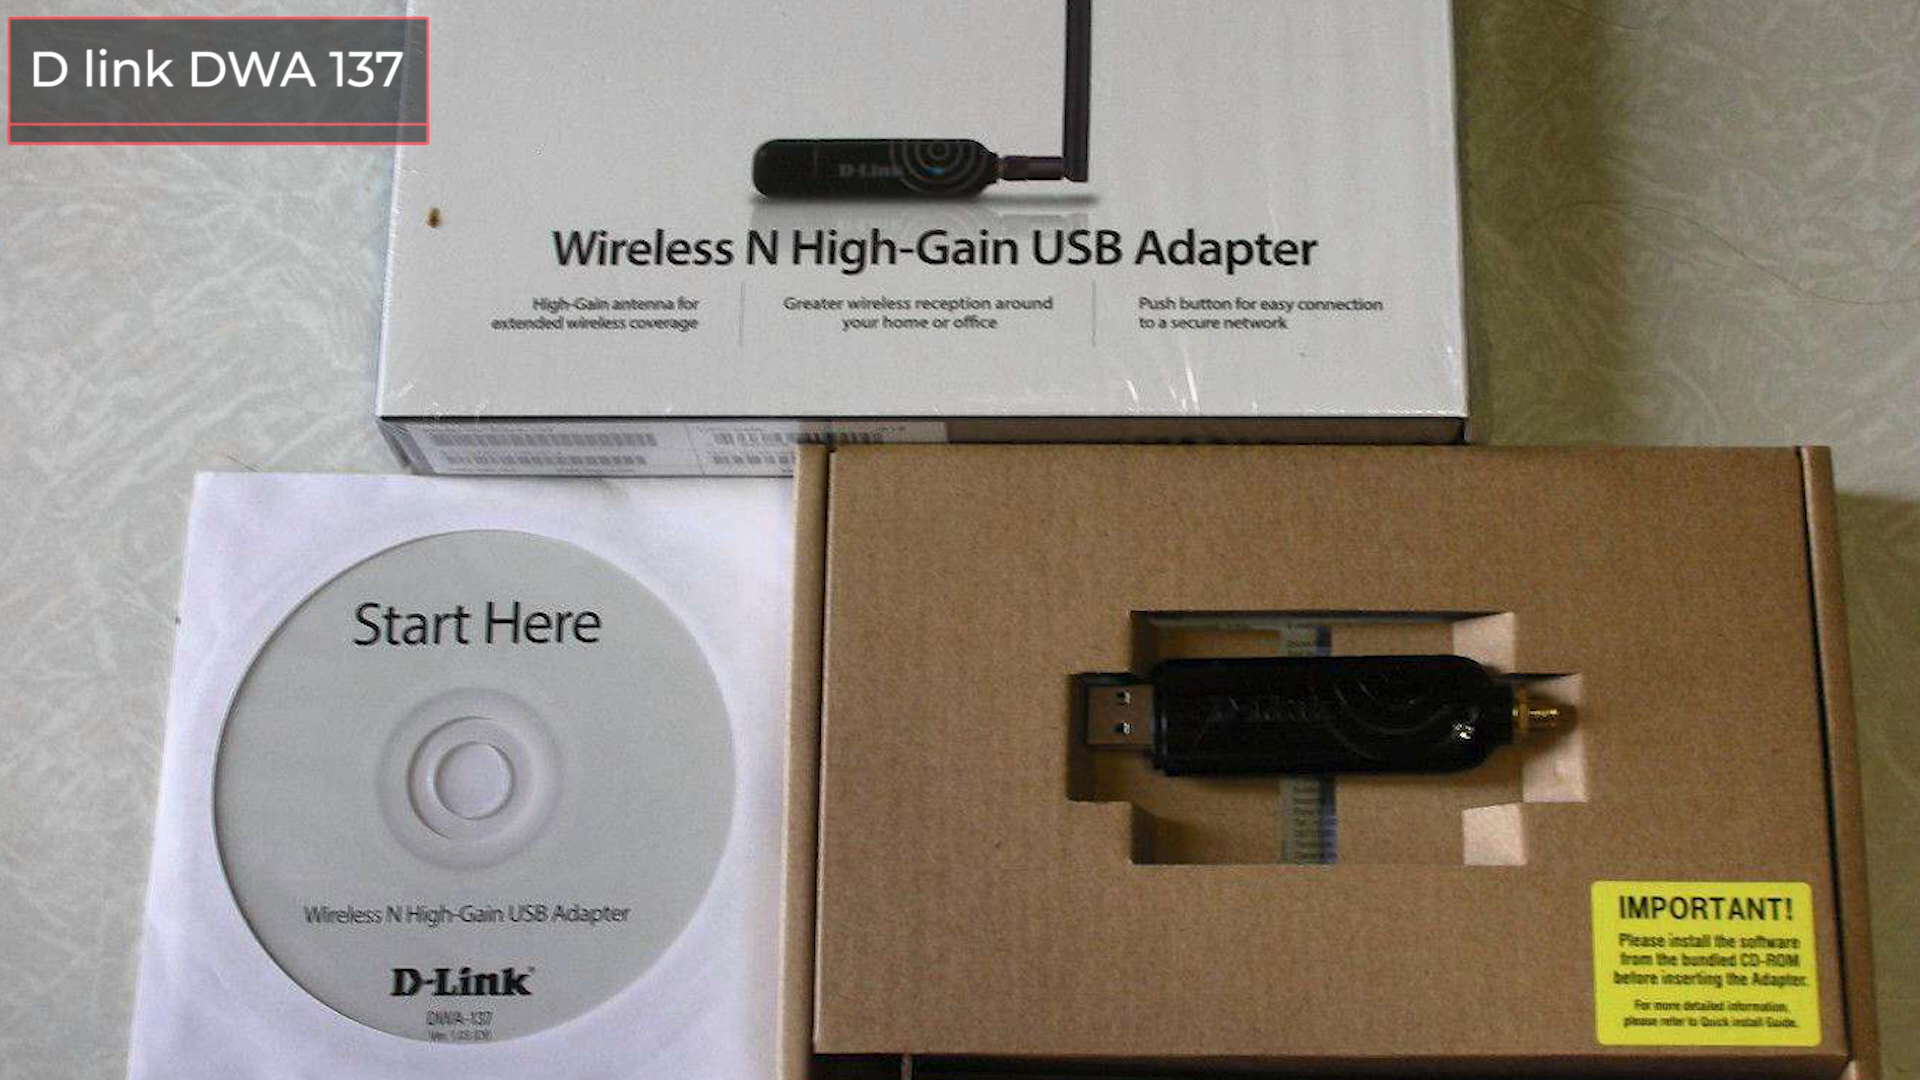 D link DWA 137
D-Link
Wireless N High-Gain USB Adapter
High-Gain antenna for
extended wireless coverage
Greater wireless reception around
your home or office
Push button for easy connection
to a secure network
Start Here
Wireless N High-Gain USB Adapter
D-Link
DWA-137
D-Link
IMPORTANT!
Please install the software
from the bundled CD-ROM
before inserting the Adapter.
For more detailed information,
please refer to Quick Install Guide.